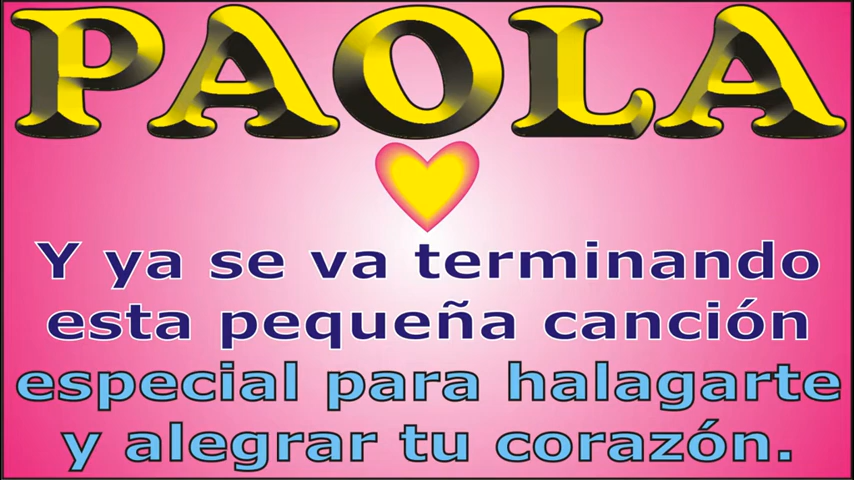 PAOLA
Y ya se va terminando
esta pequeña canción
especial para halagarte
y alegrar tu corazón.